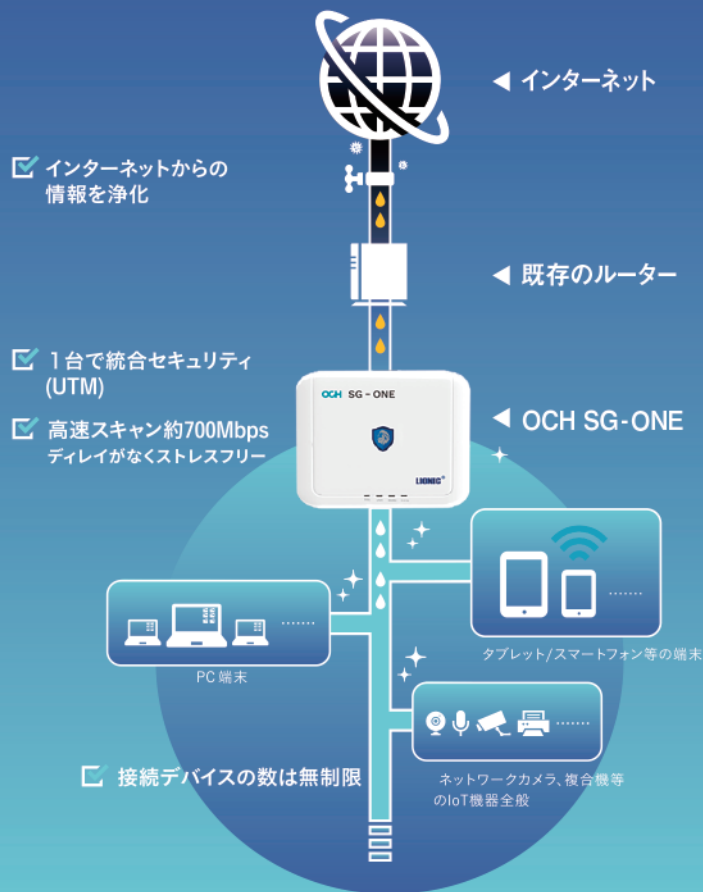 インターネット
インターネットからの
情報を浄化
既存のルーター
1台で統合セキュリティ
(UTM)
高速スキャン約700Mbps
ディレイがなくストレスフリー
OCH SG-ONE
LIONIC
OCH SG-ONE
タブレット/スマートフォン等の端末
PC端末
接続デバイスの数は無制限
ネットワークカメラ、複合機等
のIoT機器全般